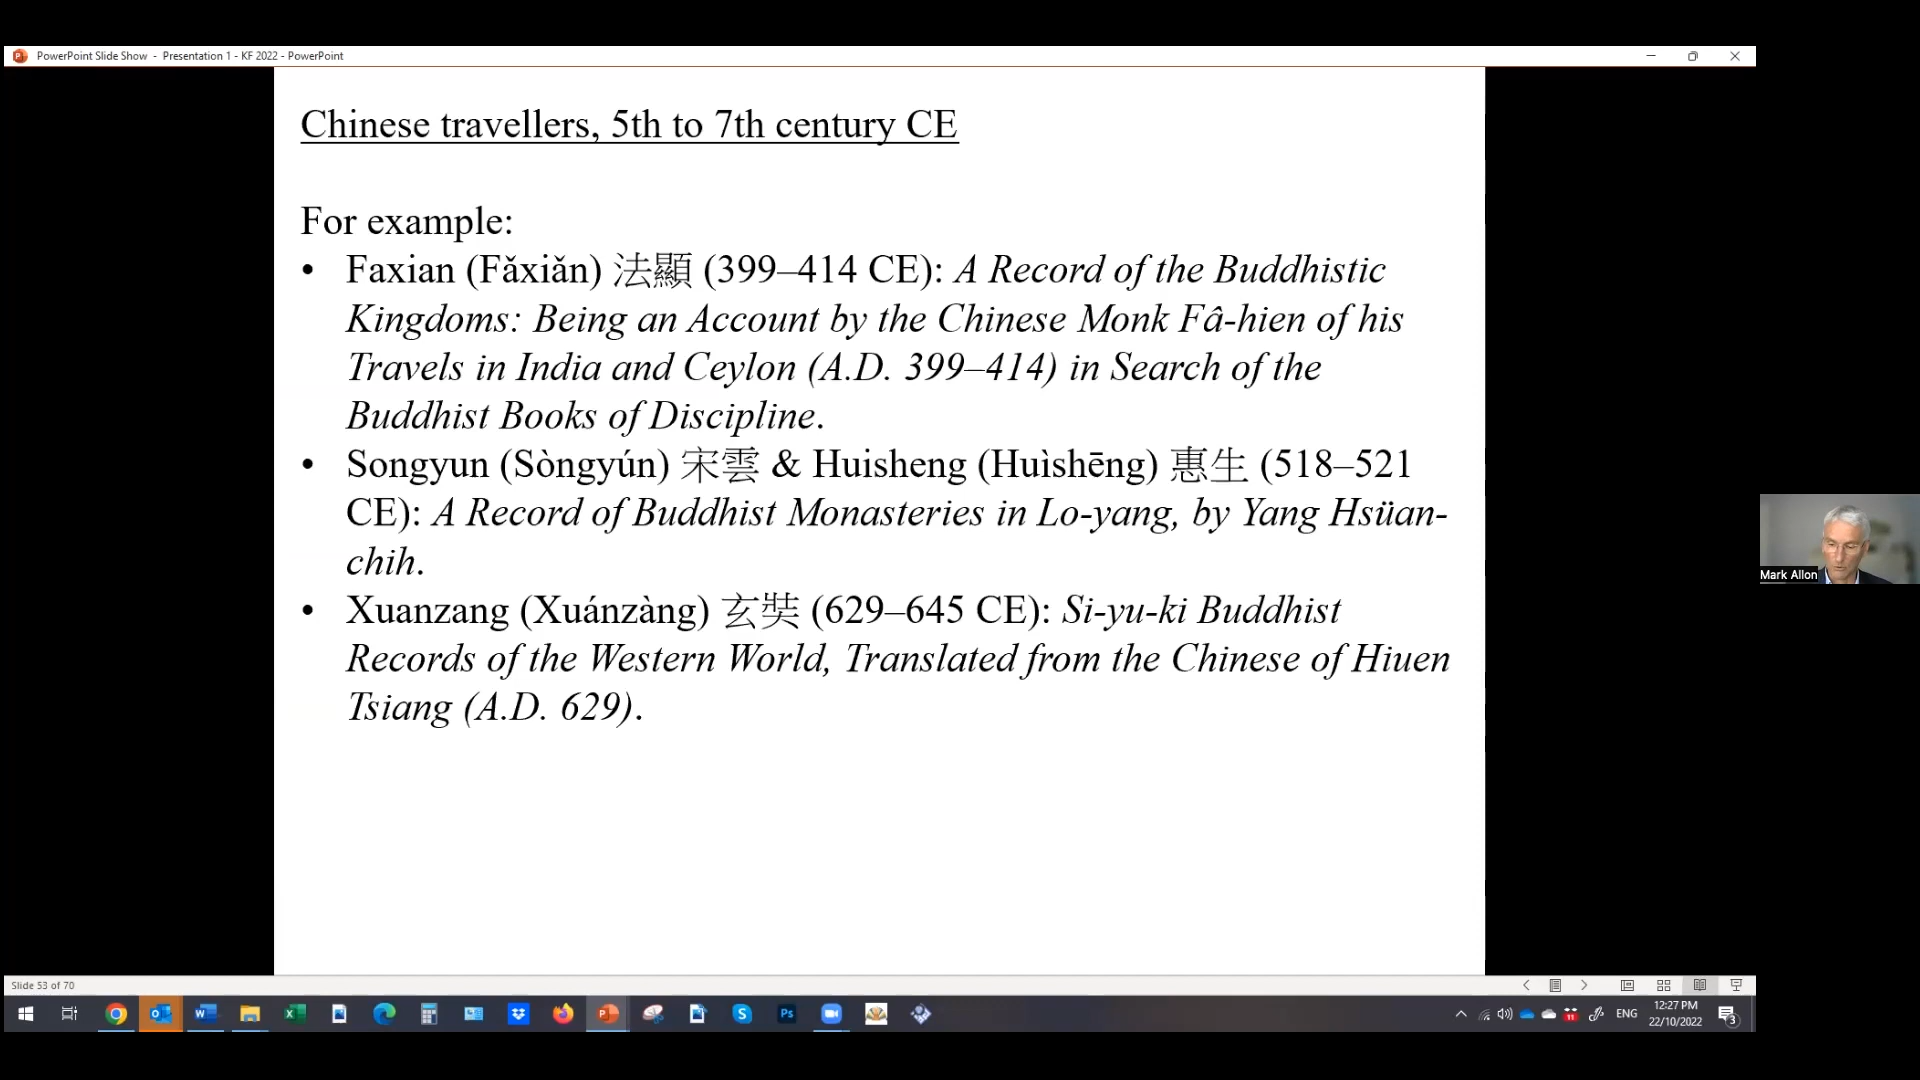 PowerPoint Slide Show - Presentation 1 - KF 2022 - PowerPoint
Chinese travellers, 5th to 7th century CE
For example:
• Faxian (Fǎxiǎn) 法顯 (399–414 CE): A Record of the Buddhistic
Kingdoms: Being an Account by the Chinese Monk Fâ-hien of his
Travels in India and Ceylon (A.D. 399–414) in Search of the
Buddhist Books of Discipline.
• Songyun (Sòngyún) 宋雲 & Huisheng (Huìshēng) 惠生 (518–521
CE): A Record of Buddhist Monasteries in Lo-yang, by Yang Hsüan-
chih.
• Xuanzang (Xuánzàng) 玄奘 (629–645 CE): Si-yu-ki Buddhist
Records of the Western World, Translated from the Chinese of Hiuen
Tsiang (A.D. 629).
Mark Allon
Slide 53 of 70
ENG
12:27 PM
22/10/2022
11
3